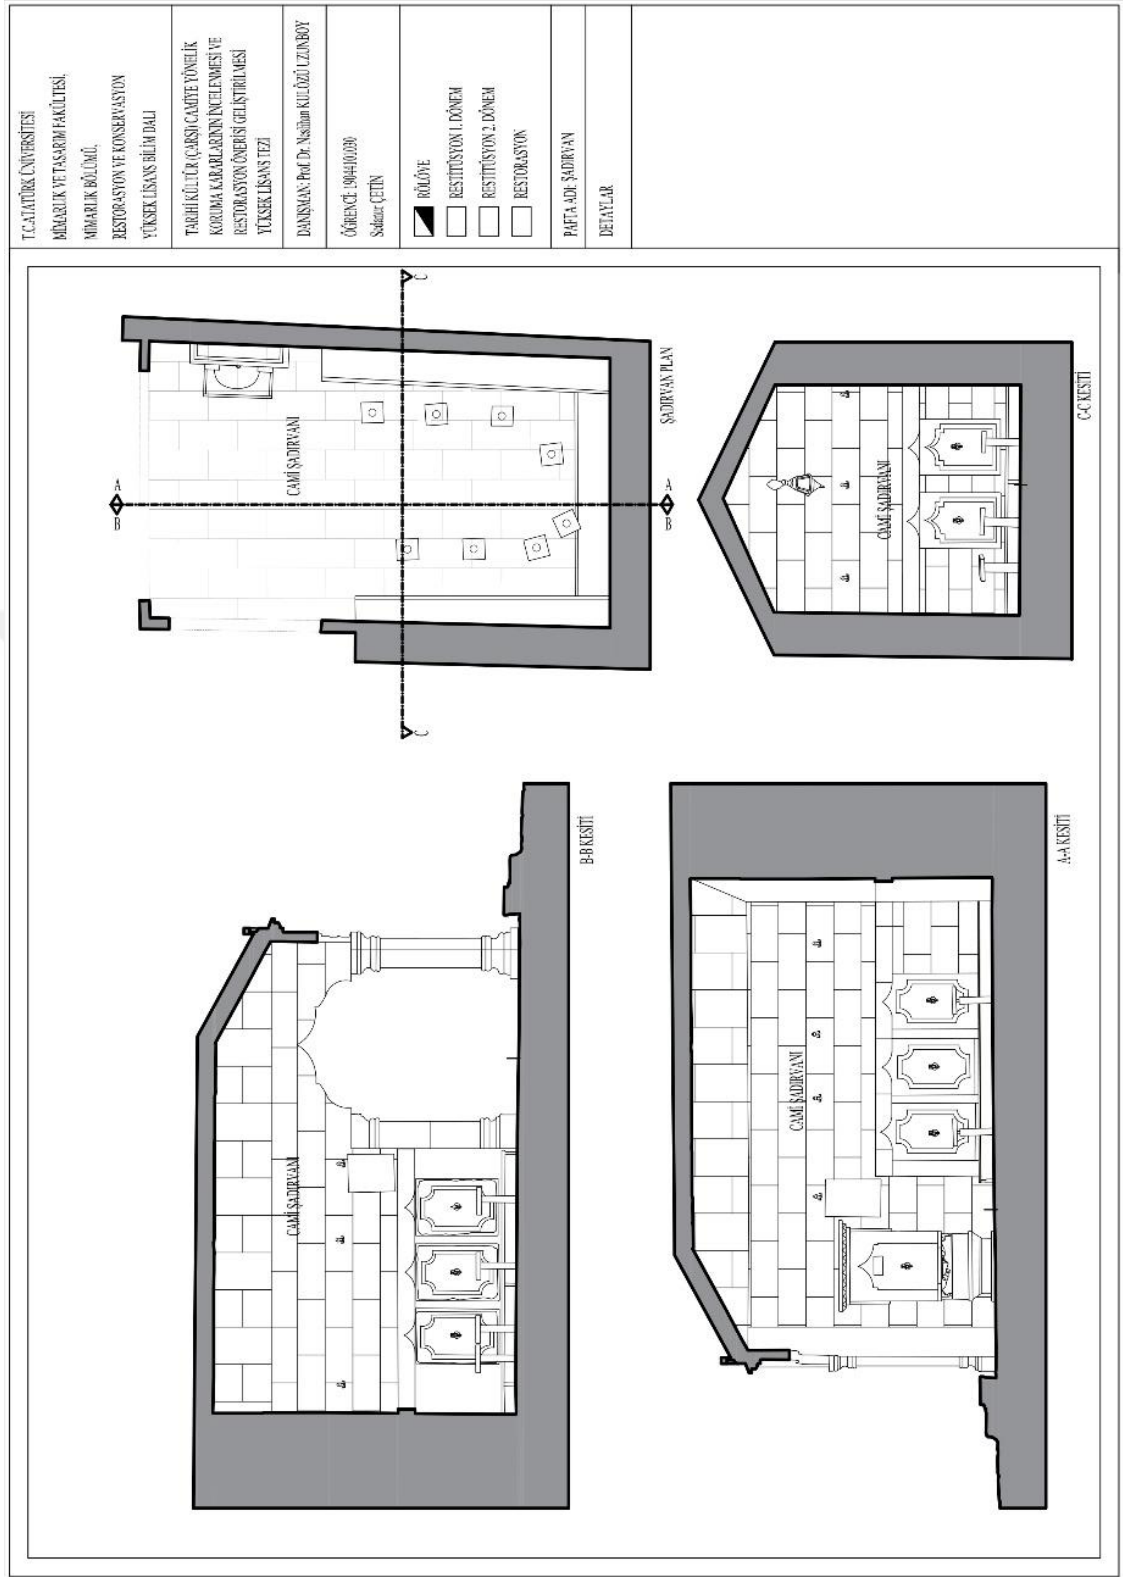 T.C.ATATÜRK ÜNİVERSİTESİ
MİMARLIK VE TASARIM FAKÜLTESİ,
MİMARLIK BÖLÜMÜ,
RESTORASYON VE KONSERVASYON
YÜKSEK LİSANS BİLİM DALI
TARİHİ KÜLTÜR (ÇARŞI) CAMİYE YÖNELİK
KORUMA KARARLARININ İNCELENMESİ VE
RESTORASYON ÖNERİSİ GELİŞTİRİLMESİ
YÜKSEK LİSANS TEZİ
DANIŞMAN: Prof. Dr. Neslihan KULÖZÜ UZUNBOY
ÖĞRENCİ:
ÇETİN
RÖLÖVE
RESTİTÜSYON 1. DÖNEM
RESTİTÜSYON 2. DÖNEM
RESTORASYON
PAFTA ADI: ŞADIRVAN
DETAYLAR
B-B KESİTİ
CAMİ ŞADIRVANI
A-A KESİTİ
CAMİ ŞADIRVANI
ŞADIRVAN PLAN
CAMİ ŞADIRVANI
A
B
A
B
C
C
C-C KESİTİ
CAMİ ŞADIRVANI